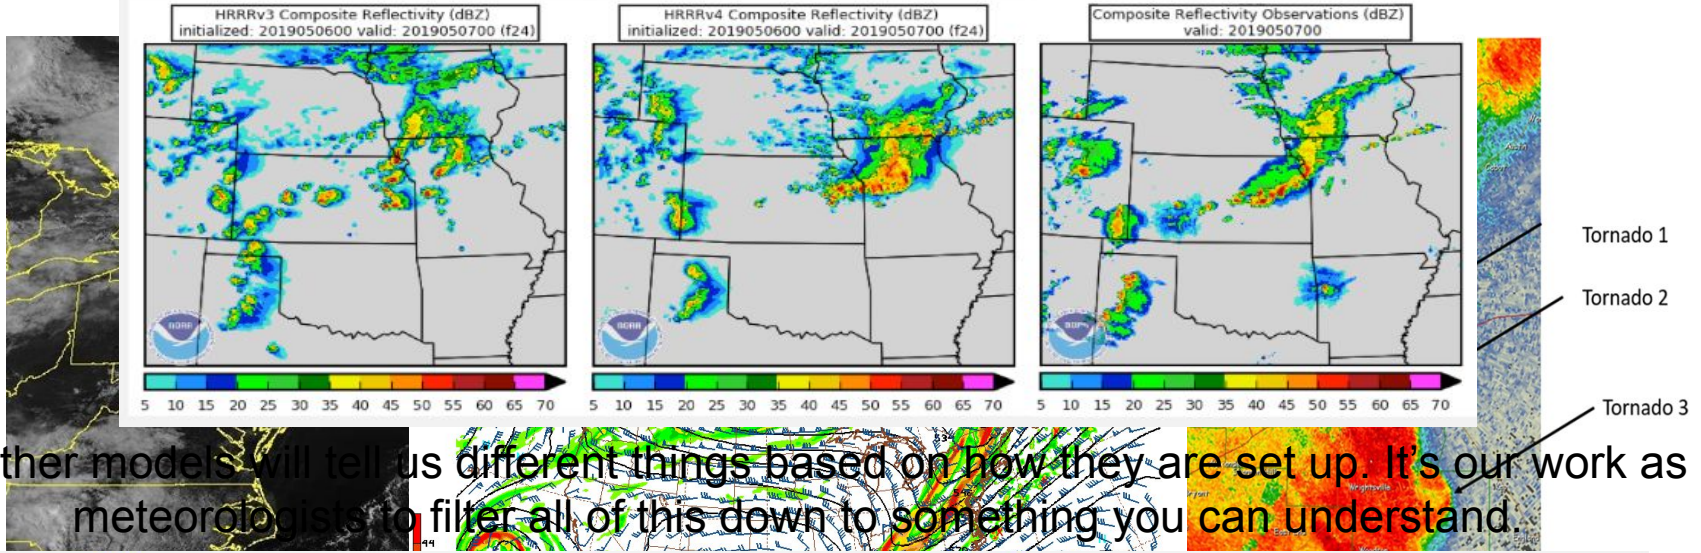 HRRRv3 Composite Reflectivity (dBZ)
initialized: 2019050600 valid: 2019050700 (f24)
HRRRv4 Composite Reflectivity (dBZ)
initialized: 2019050600 valid: 2019050700 (f24)
Composite Reflectivity Observations (dBZ)
valid: 2019050700
NOAA
NOAA
NOAA
5 10 15 20 25 30 35 40 45 50 55 60 65 70
5 10 15 20 25 30 35 40 45 50 55 60 65 70
5 10 15 20 25 30 35 40 45 50 55 60 65 70
Tornado 1
Tornado 2
Tornado 3
ther models will tell us different things based on how they are set up. It's our work as
meteorologists to filter all of this down to something you can understand.
Wrightsville
44